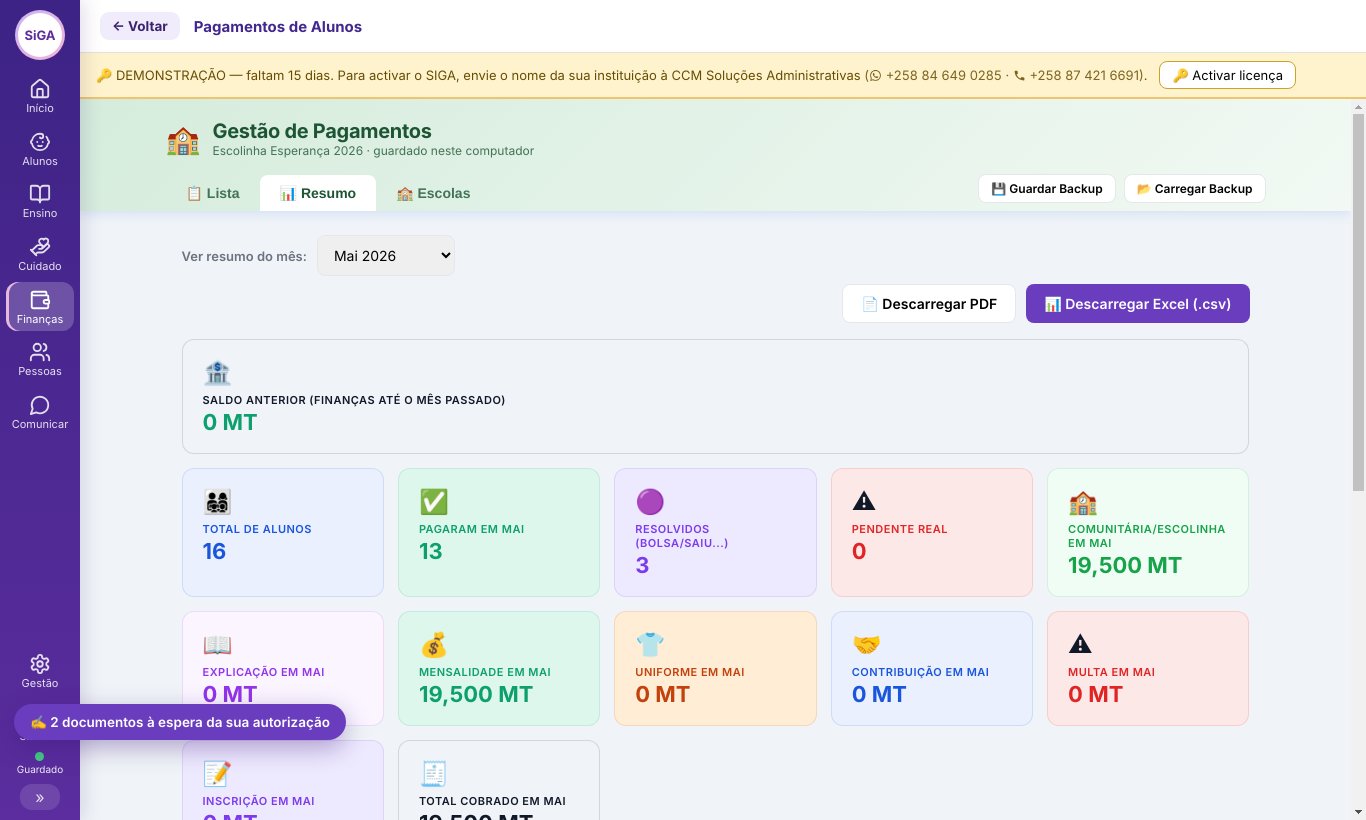 SiGA
← Voltar
Pagamentos de Alunos
🔑 DEMONSTRAÇÃO — faltam 15 dias. Para activar o SIGA, envie o nome da sua instituição à CCM Soluções Administrativas (+258 84 649 0285 · 📞 +258 87 421 6691).
🔑 Activar licença
Início
Alunos
Ensino
Cuidado
Finanças
Pessoas
Comunicar
Gestão
Guardado
»
Gestão de Pagamentos
Escolinha Esperança 2026 · guardado neste computador
📋 Lista
📊 Resumo
🏫 Escolas
💾 Guardar Backup
📂 Carregar Backup
Ver resumo do mês:
Mai 2026
📄 Descarregar PDF
📊 Descarregar Excel (.csv)
SALDO ANTERIOR (FINANÇAS ATÉ O MÊS PASSADO)
0 MT
TOTAL DE ALUNOS
16
PAGARAM EM MAI
13
RESOLVIDOS
(BOLSA/SAIU...)
3
PENDENTE REAL
0
COMUNITÁRIA/ESCOLINHA
EM MAI
19,500 MT
EXPLICAÇÃO EM MAI
0 MT
MENSALIDADE EM MAI
19,500 MT
UNIFORME EM MAI
0 MT
CONTRIBUIÇÃO EM MAI
0 MT
MULTA EM MAI
0 MT
✍️ 2 documentos à espera da sua autorização
INSCRIÇÃO EM MAI
0 MT
TOTAL COBRADO EM MAI
19,500 MT